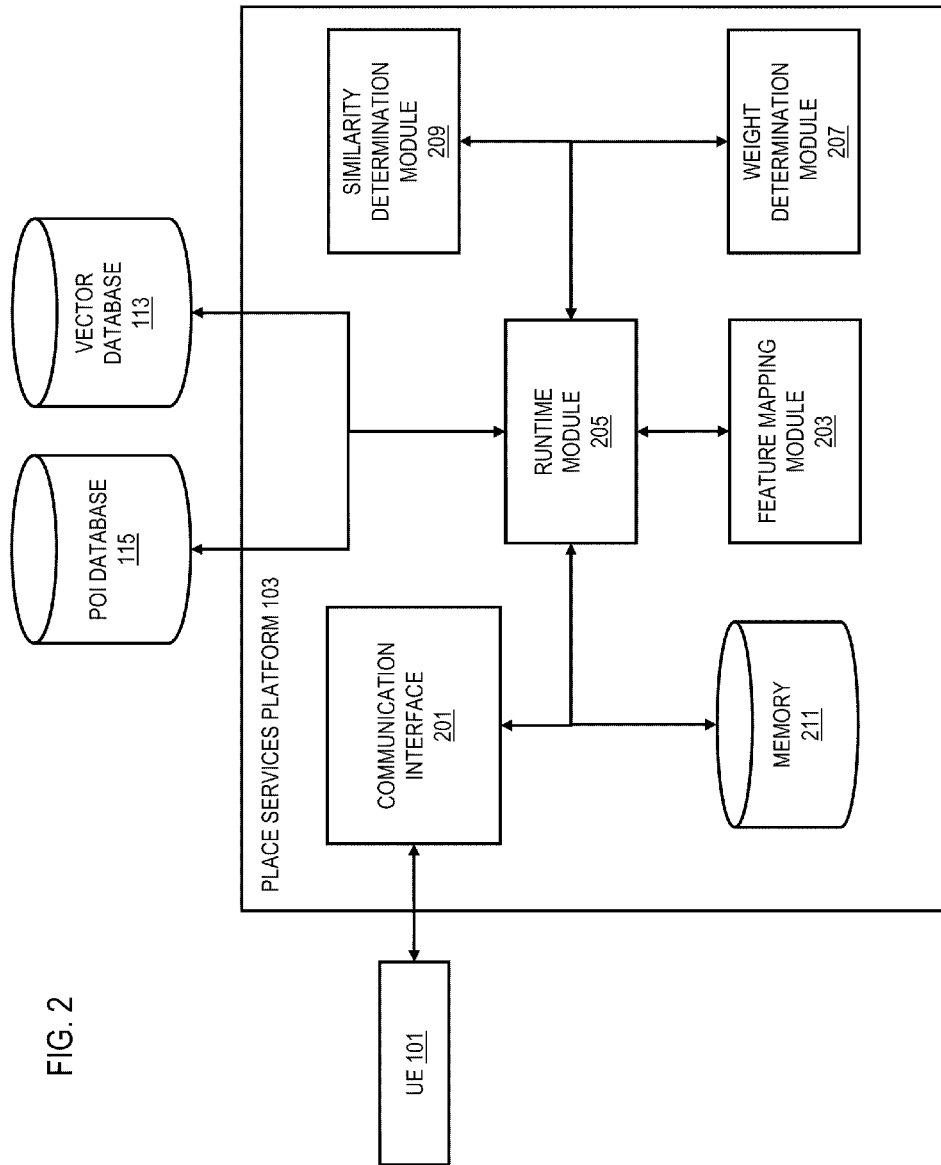 FIG. 2
POI DATABASE
115
VECTOR
DATABASE
113
PLACE SERVICES PLATFORM 103
UE 101
COMMUNICATION
INTERFACE
201
RUNTIME
MODULE
205
SIMILARITY
DETERMINATION
MODULE
209
MEMORY
211
FEATURE MAPPING
MODULE
203
WEIGHT
DETERMINATION
MODULE
207